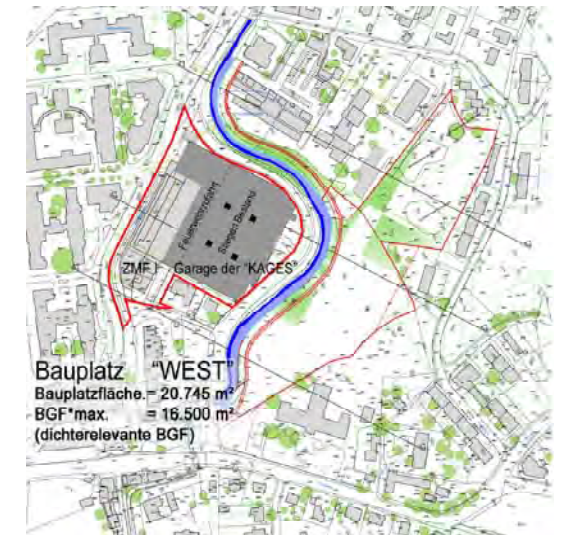 Feuerwehrzufahrt
Stiegen Bestand
ZMF I Garage der "KAGES"
Bauplatz "WEST"
Bauplatzfläche.= 20.745 m²
BGF*max. = 16.500 m²
(dichterelevante BGF)